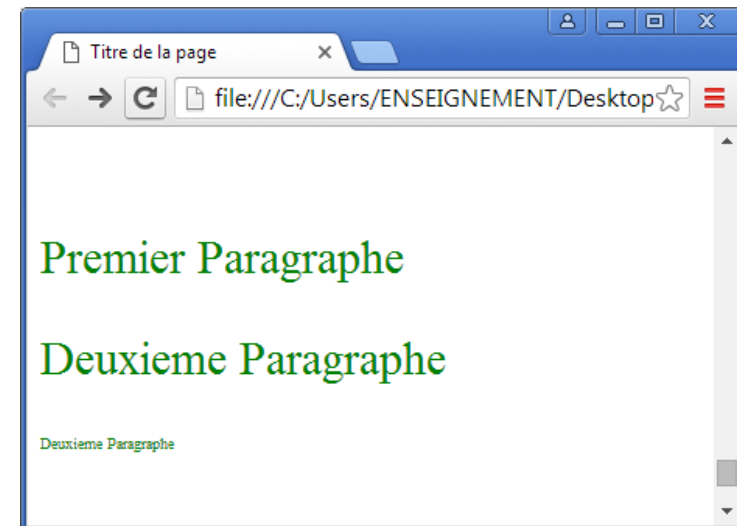 Titre de la page
file:///C:/Users/ENSEIGNEMENT/Desktop
Premier Paragraphe
Deuxieme Paragraphe
Deuxieme Paragraphe